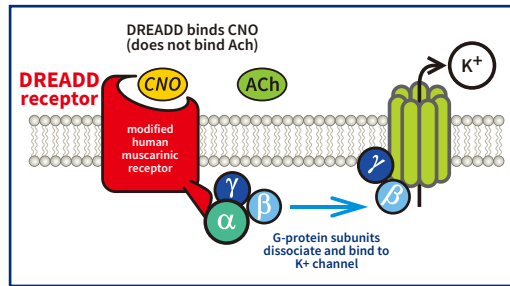 DREADD binds CNO
(does not bind Ach)
DREADD
receptor
CNO
ACh
K+
modified
human
muscarinic
receptor
γ
β
α
γ
β
G-protein subunits
dissociate and bind to
K+ channel